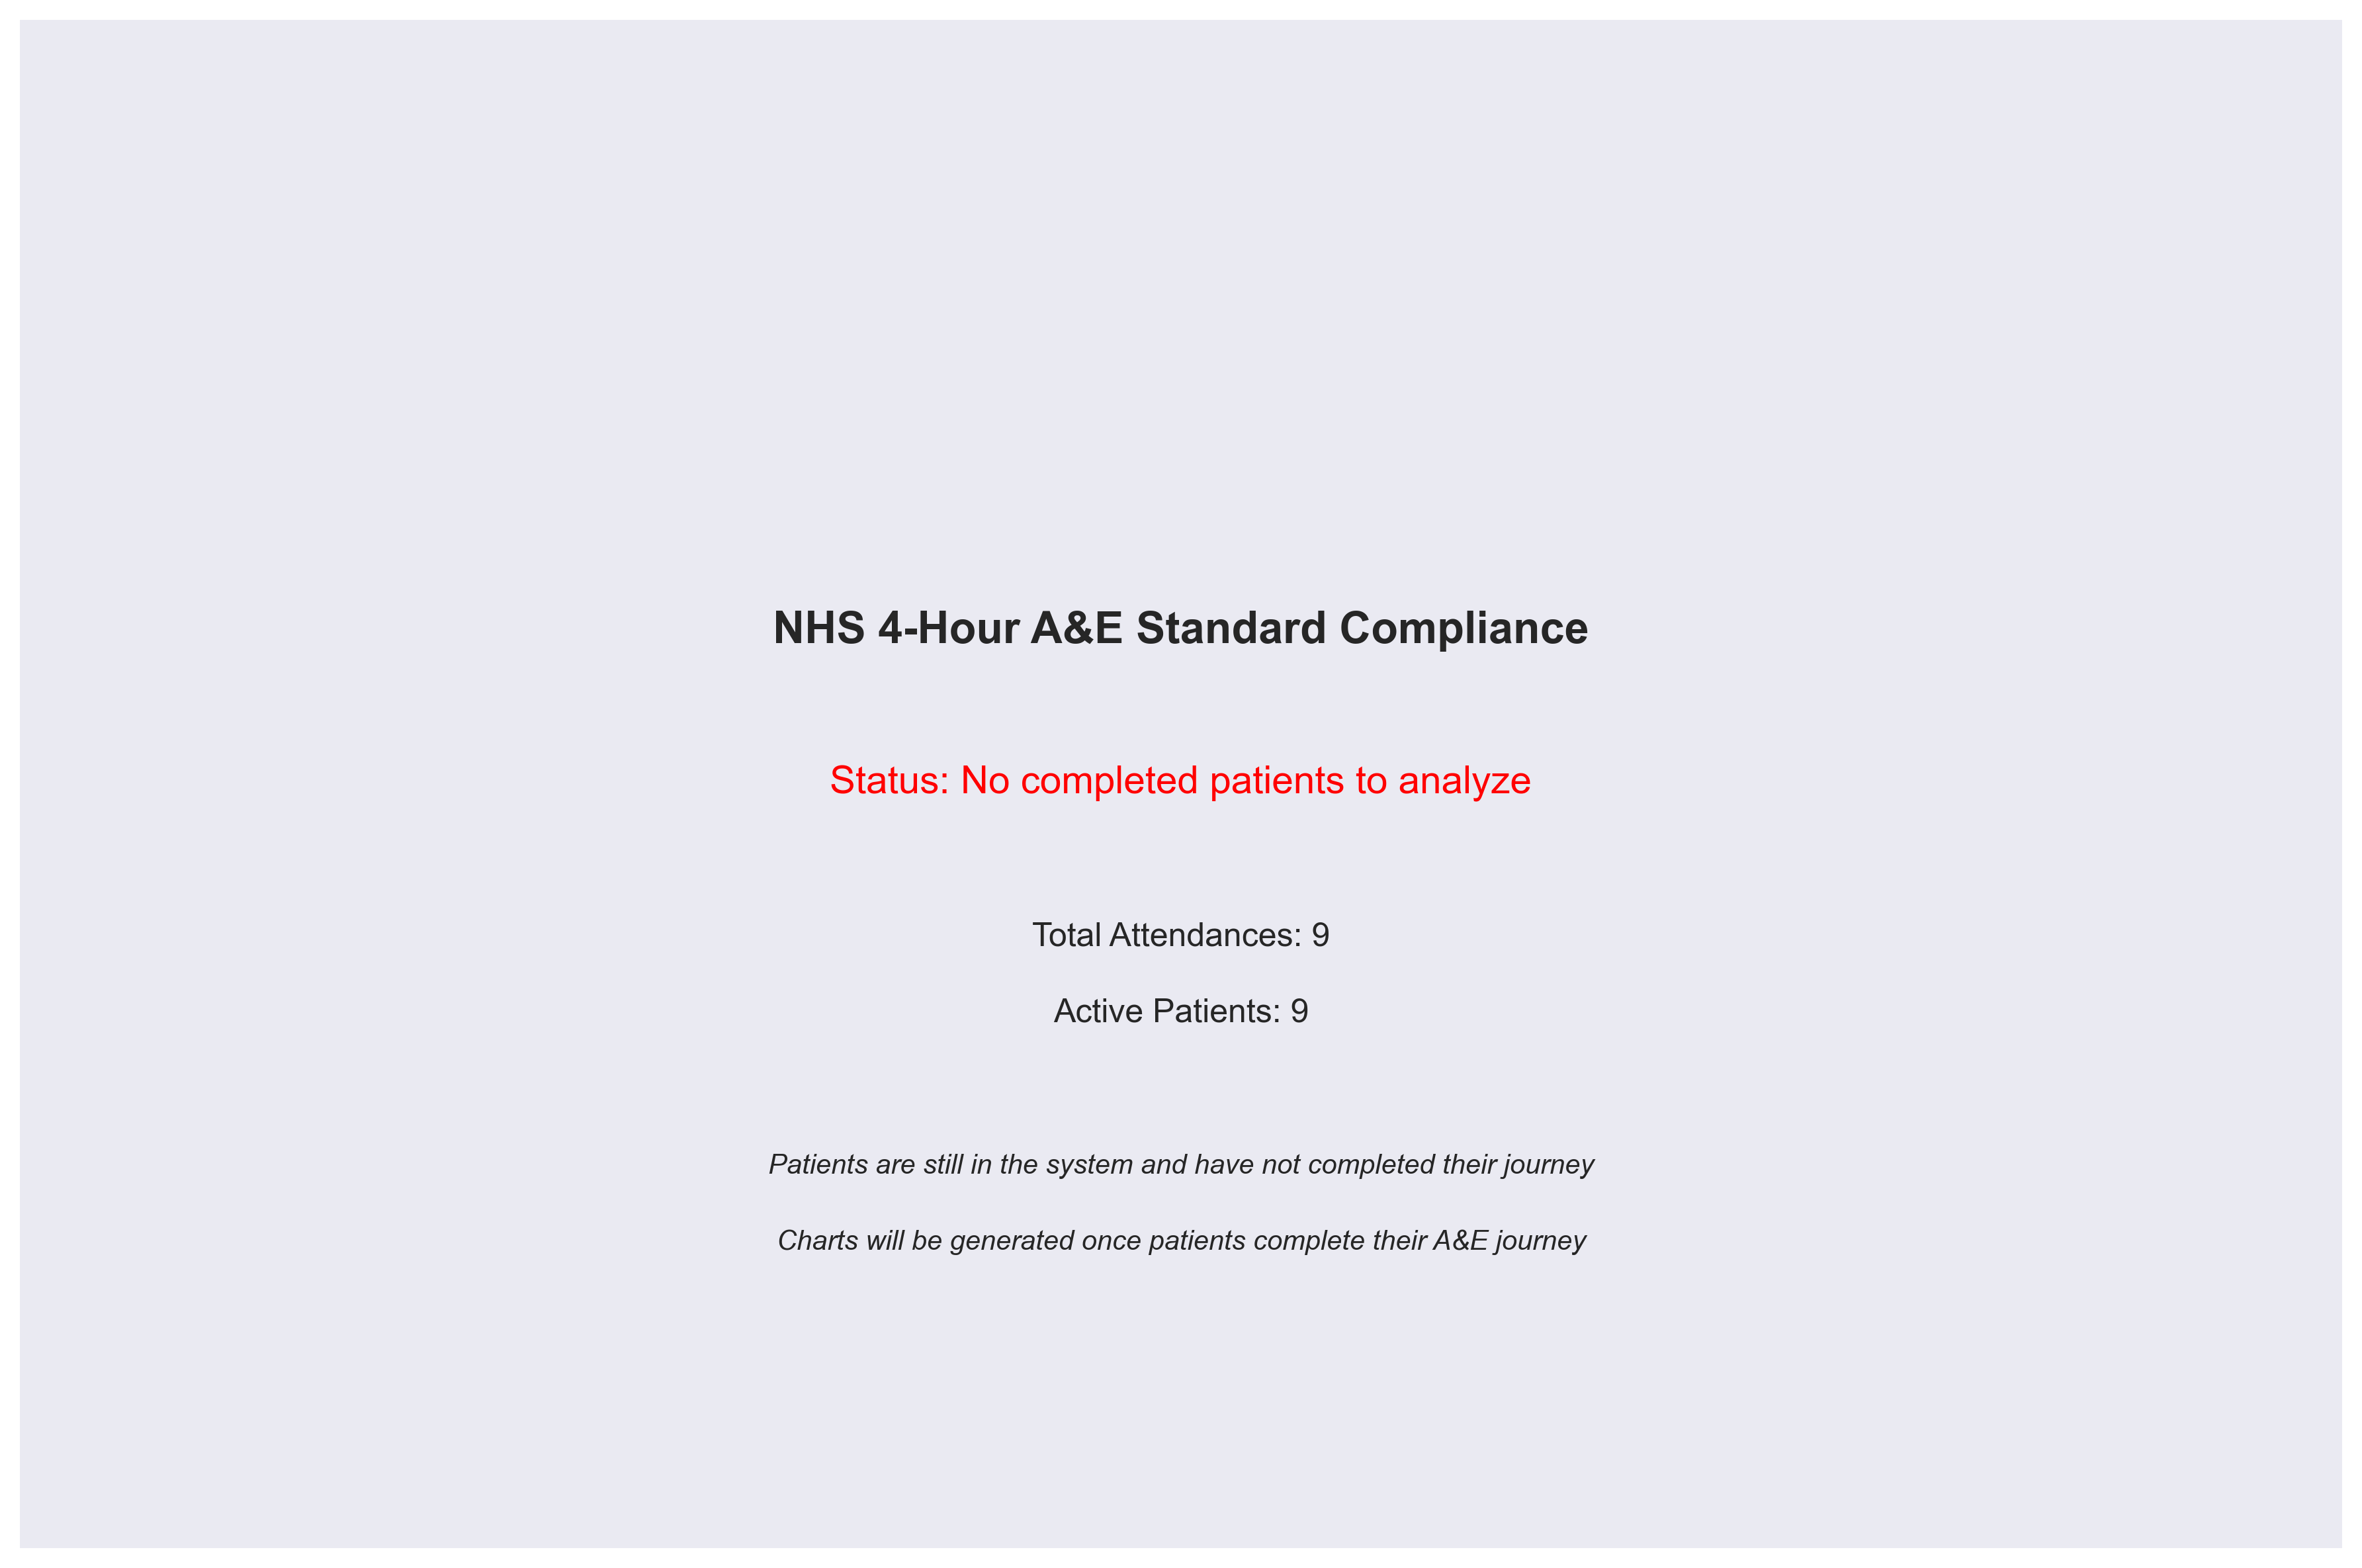 NHS 4-Hour A&E Standard Compliance
Status: No completed patients to analyze
Total Attendances: 9
Active Patients: 9
Patients are still in the system and have not completed their journey
Charts will be generated once patients complete their A&E journey